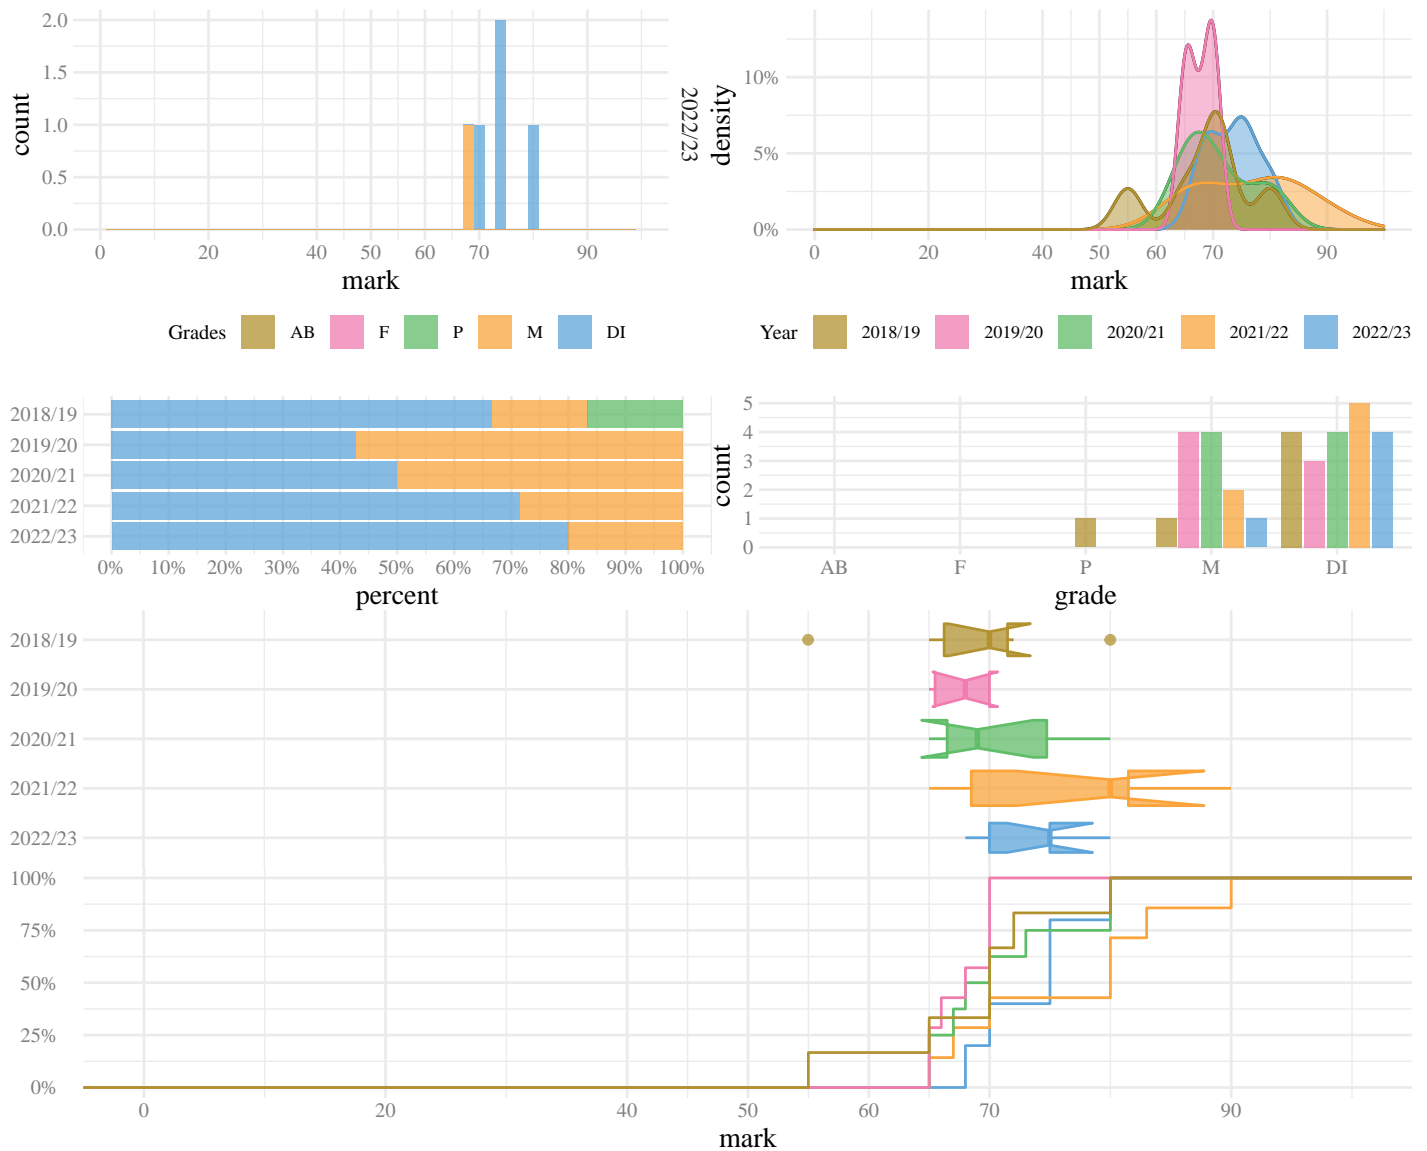 2.0
1.5
1.0
0.5
0.0
count
0 20 40 50 60 70 90
mark
2022/23
10%
5%
0%
density
0 20 40 50 60 70 90
mark
Grades AB F P M DI
Year 2018/19 2019/20 2020/21 2021/22 2022/23
2018/19
2019/20
2020/21
2021/22
2022/23
0% 10% 20% 30% 40% 50% 60% 70% 80% 90% 100%
percent
5
4
3
2
1
0
count
AB F P M DI
grade
2018/19
2019/20
2020/21
2021/22
2022/23
100%
75%
50%
25%
0%
0 20 40 50 60 70 90
mark